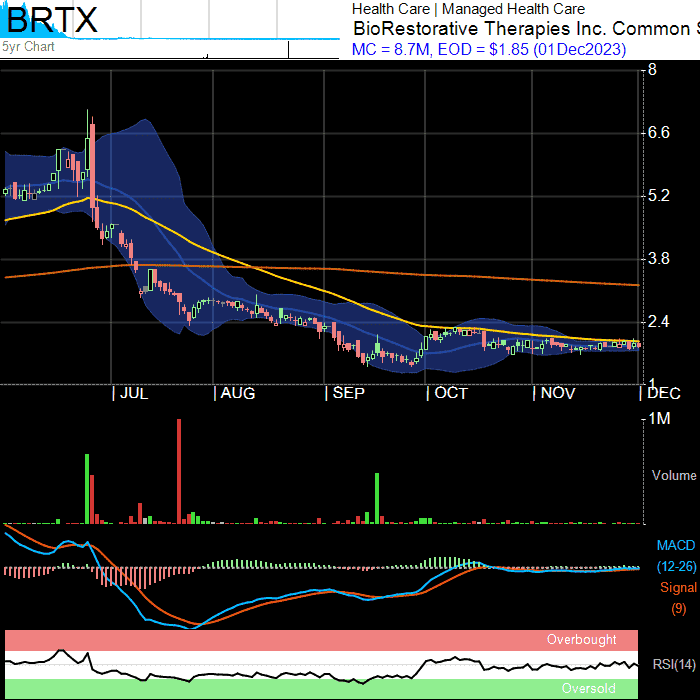 BRTX
5yr Chart
Health Care | Managed Health Care
BioRestorative Therapies Inc. Common S
MC = 8.7M, EOD = $1.85 (01Dec2023)
8
6.6
5.2
3.8
2.4
1
JUL AUG SEP OCT NOV DEC
1M
Volume
MACD
(12-26)
Signal
(9)
Overbought
RSI(14)
Oversold